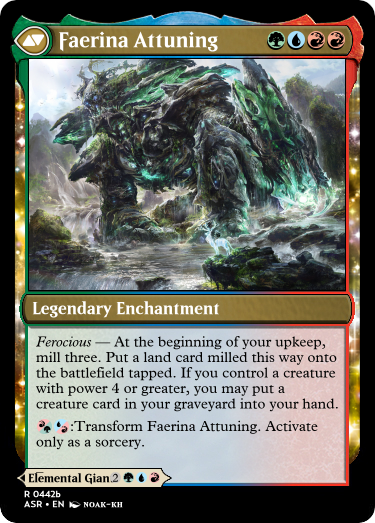 Faerina Attuning
Legendary Enchantment
Ferocious — At the beginning of your upkeep,
mill three. Put a land card milled this way onto
the battlefield tapped. If you control a creature
with power 4 or greater, you may put a
creature card in your graveyard into your hand.
:Transform Faerina Attuning. Activate
only as a sorcery.
Elemental Gian 2
R 0442b
ASR • EN NOAK-KH